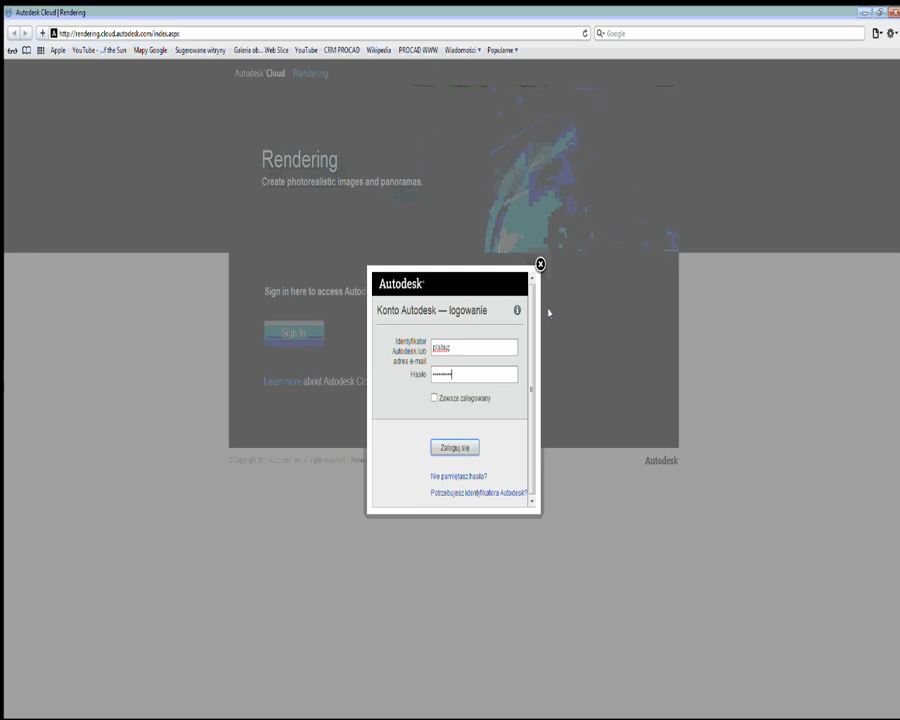 Autodesk Cloud | Rendering
http://rendering.cloud.autodesk.com/index.aspx
Google
Apple YouTube - ...f the Sun Mapy Google Sugerowane witryny Galeria ob... Web Slice YouTube CRM PROCAD Wikipedia PROCAD WWW Wiadomości Popularne
Autodesk Cloud Rendering
Rendering
Create photorealistic images and panoramas.
Sign in here to access Autod
Sign In
Learn more about Autodesk Cl
Autodesk
Konto Autodesk — logowanie
Identyfikator
Autodesk lub
adres e-mail
plabuz
Hasło
Zawsze zalogowany
Zaloguj się
Nie pamiętasz hasła?
Potrzebujesz identyfikatora Autodesk?
Autodesk